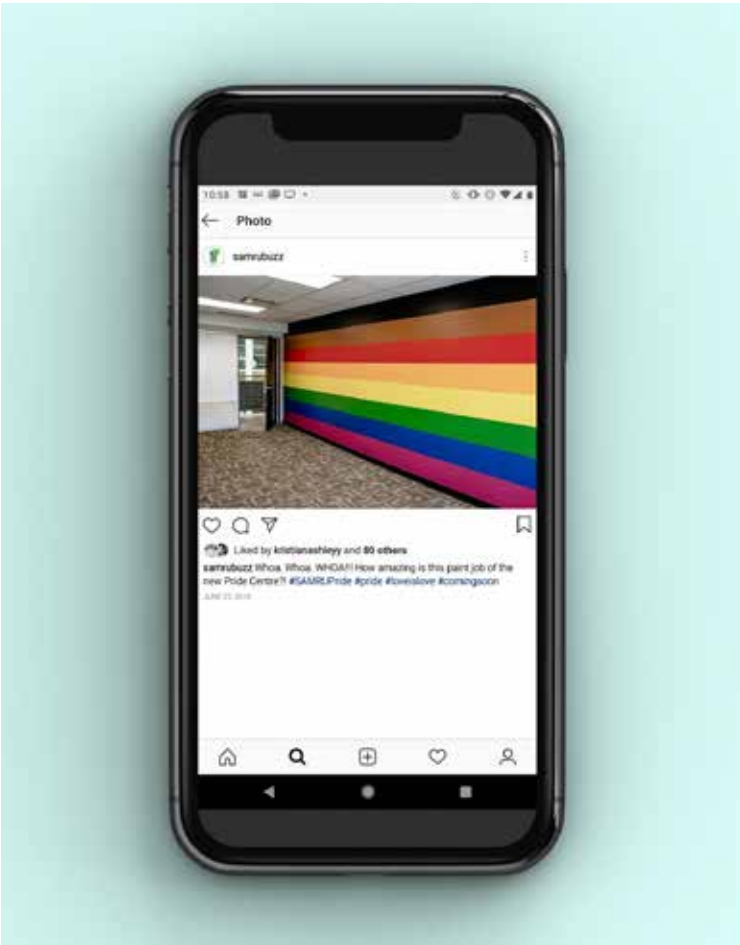 10:58
Photo
samrubuzz
Liked by kristianashleyy and 80 others
samrubuzz Whoa. Whoa. WHOA!!! How amazing is this paint job of the
new Pride Centre?! #SAMRUPride #pride #loveislove #comingsoon